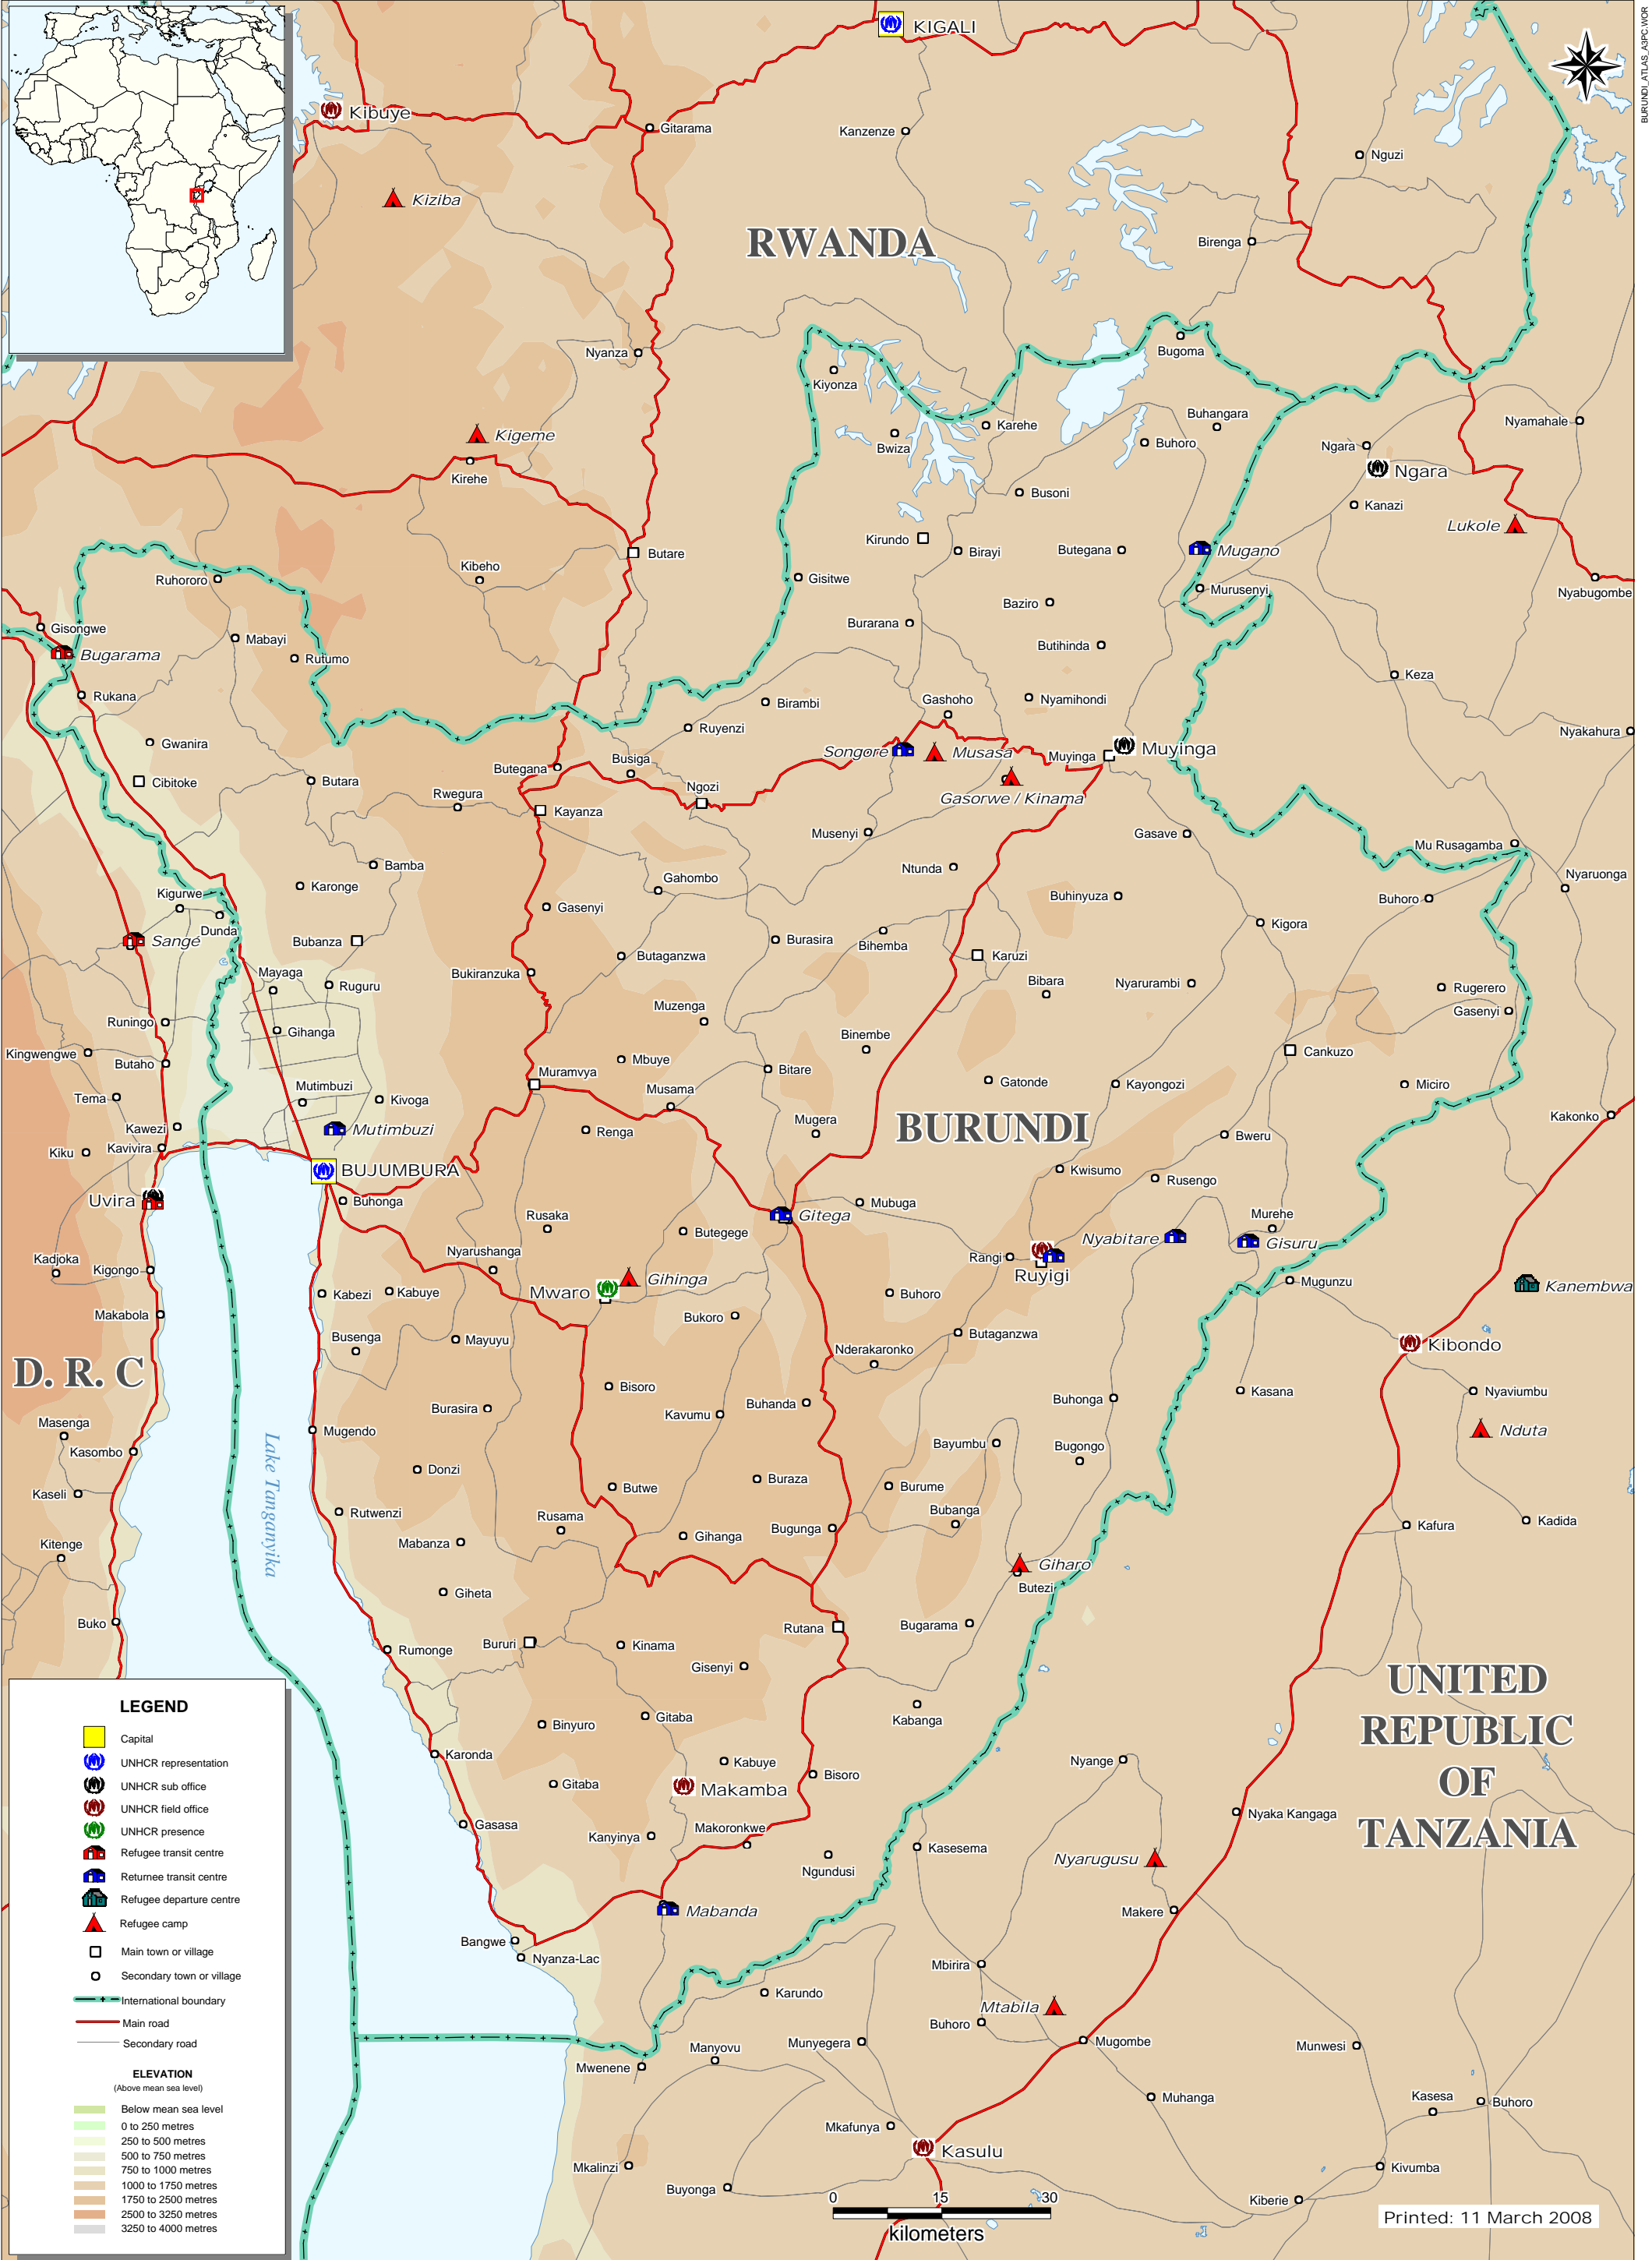 BURUNDI_ATLAS_A3PC.WOR
KIGALI
Kibuye
Gitarama
Kanzenze
Nguzi
Kiziba
RWANDA
Birenga
Nyanza
Bugoma
Kiyonza
Buhangara
Nyamahale
Karehe
Kigeme
Bwiza
Buhoro
Ngara
Ngara
Kirehe
Busoni
Kanazi
Lukole
Kirundo
Butare
Birayi
Butegana
Mugano
Kibeho
Ruhororo
Gisitwe
Murusenyi
Nyabugombe
Baziro
Burarana
Gisongwe
Mabayi
Butihinda
Bugarama
Rutumo
Keza
Rukana
Birambi
Gashoho
Nyamihondi
Ruyenzi
Nyakahura
Gwanira
Songore
Musasa
Muyinga
Muyinga
Busiga
Butegana
Cibitoke
Butara
Rwegura
Ngozi
Gasorwe / Kinama
Kayanza
Musenyi
Gasave
Mu Rusagamba
Bamba
Ntunda
Nyaruonga
Karonge
Gahombo
Kigurwe
Gasenyi
Buhinyuza
Buhoro
Kigora
Dunda
Sange
Bubanza
Burasira
Bihemba
Butaganzwa
Karuzi
Mayaga
Bukiranzuka
Bibara
Nyarurambi
Ruguru
Rugerero
Muzenga
Gasenyi
Runingo
Gihanga
Binembe
Kingwengwe
Butaho
Mbuye
Cankuzo
Muramvya
Bitare
Gatonde
Kayongozi
Miciro
Mutimbuzi
Musama
Tema
Kivoga
Kakonko
Kawezi
Mutimbuzi
Renga
Mugera
BURUNDI
Bweru
Kiku
Kavivira
BUJUMBURA
Kwisumo
Rusengo
Uvira
Buhonga
Mubuga
Rusaka
Gitega
Murehe
Butegege
Nyabitare
Gisuru
Nyarushanga
Rangi
Kadjoka
Kigongo
Gihinga
Ruyigi
Mugunzu
Kanembwa
Kabezi
Kabuye
Mwaro
Buhoro
Makabola
Bukoro
Busenga
Mayuyu
Butaganzwa
Kibondo
D. R. C
Nderakaronko
Bisoro
Kasana
Nyaviumbu
Buhonga
Burasira
Kavumu
Buhanda
Masenga
Mugendo
Nduta
Kasombo
Bayumbu
Bugongo
Lake Tanganyika
Donzi
Buraza
Kaseli
Butwe
Burume
Rutwenzi
Rusama
Bubanga
Kafura
Kadida
Kitenge
Mabanza
Gihanga
Bugunga
Giharo
Giheta
Butezi
Buko
Rutana
Bugarama
Rumonge
Bururi
Kinama
Gisenyi
UNITED
REPUBLIC
OF
TANZANIA
Gitaba
Kabanga
Binyuro
Karonda
Kabuye
Nyange
Gitaba
Makamba
Bisoro
Nyaka Kangaga
Gasasa
Kanyinya
Makoronkwe
Kasesema
Ngundusi
Nyarugusu
Mabanda
Makere
Bangwe
Nyanza-Lac
Mbirira
Karundo
Mtabila
Buhoro
Munyegera
Mugombe
Manyovu
Munwesi
Mwenene
Muhanga
Kasesa
Buhoro
Mkafunya
Kasulu
Mkalinzi
Kivumba
Buyonga
Kiberie
LEGEND
Capital
UNHCR representation
UNHCR sub office
UNHCR field office
UNHCR presence
Refugee transit centre
Returnee transit centre
Refugee departure centre
Refugee camp
Main town or village
Secondary town or village
International boundary
Main road
Secondary road
ELEVATION
(Above mean sea level)
Below mean sea level
0 to 250 metres
250 to 500 metres
500 to 750 metres
750 to 1000 metres
1000 to 1750 metres
1750 to 2500 metres
2500 to 3250 metres
3250 to 4000 metres
0 15 30
kilometers
Printed: 11 March 2008